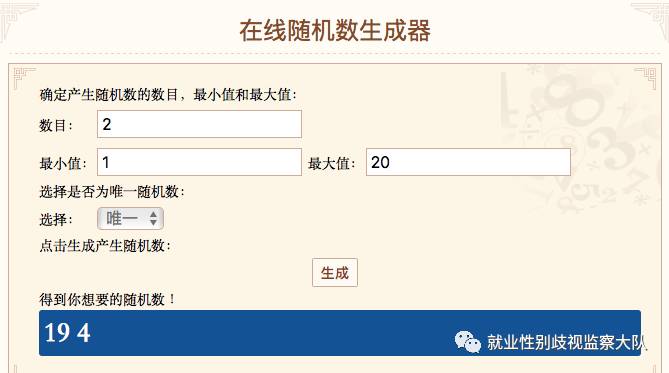 在线随机数生成器
确定产生随机数的数目，最小值和最大值：
数目： 2
最小值： 1 最大值： 20
选择是否为唯一随机数：
选择： 唯一
点击生成产生随机数：
生成
得到你想要的随机数！
19 4
就业性别歧视监察大队